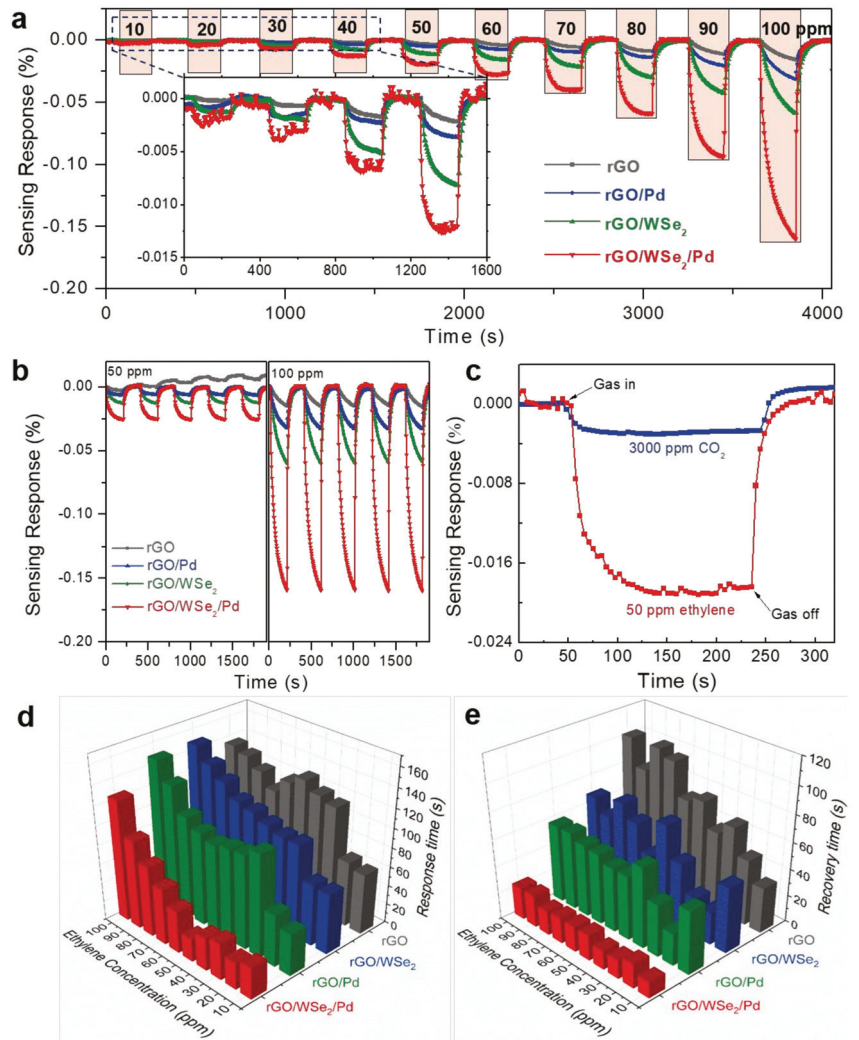 a
10 20 30 40 50 60 70 80 90 100 ppm
0.00
-0.05
-0.10
-0.15
-0.20
Sensing Response (%)
0.000
-0.005
-0.010
-0.015
0 400 800 1200 1600
rGO
rGO/Pd
rGO/WSe2
rGO/WSe2/Pd
0 1000 2000 3000 4000
Time (s)
b
50 ppm
100 ppm
0.00
-0.05
-0.10
-0.15
-0.20
Sensing Response (%)
rGO
rGO/Pd
rGO/WSe2
rGO/WSe2/Pd
0 500 1000 1500 0 500 1000 1500
Time (s)
c
Gas in
0.000
-0.008
-0.016
-0.024
Sensing Response (%)
3000 ppm CO2
50 ppm ethylene
Gas off
0 50 100 150 200 250 300
Time (s)
d
160
140
120
100
80
60
40
20
0
Response time (s)
100 90 80 70 60 50 40 30 20 10
Ethylene Concentration (ppm)
rGO
rGO/WSe2
rGO/Pd
rGO/WSe2/Pd
e
120
100
80
60
40
20
0
Recovery time (s)
100 90 80 70 60 50 40 30 20 10
Ethylene Concentration (ppm)
rGO
rGO/WSe2
rGO/Pd
rGO/WSe2/Pd